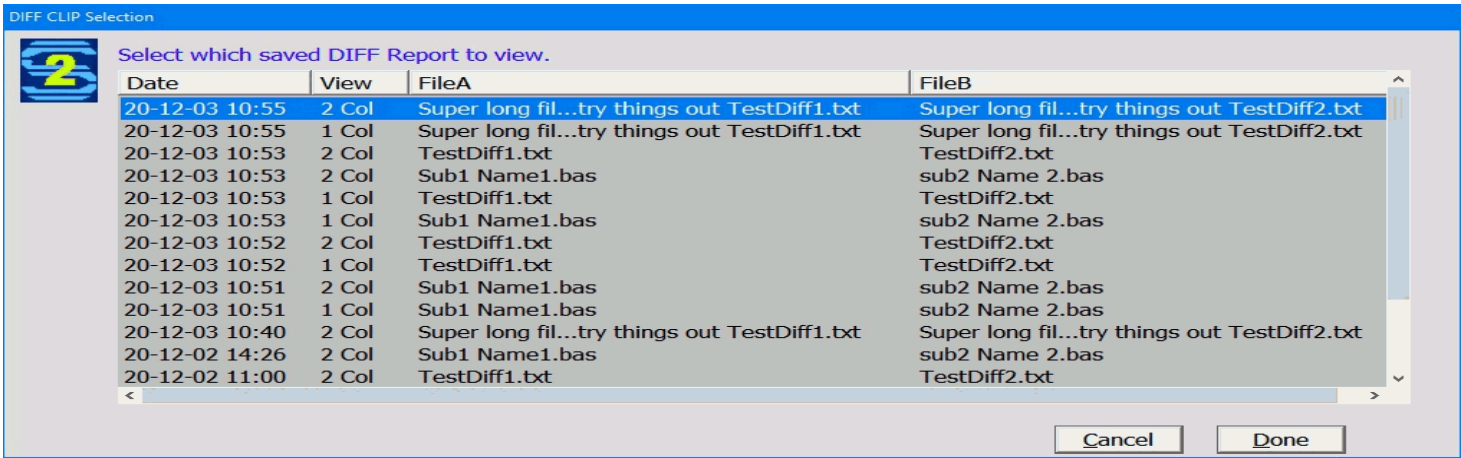 DIFF CLIP Selection
2 Select which saved DIFF Report to view.
Date View FileA FileB
20-12-03 10:55 2 Col Super long fil...try things out TestDiff1.txt Super long fil...try things out TestDiff2.txt
20-12-03 10:55 1 Col Super long fil...try things out TestDiff1.txt Super long fil...try things out TestDiff2.txt
20-12-03 10:53 2 Col TestDiff1.txt TestDiff2.txt
20-12-03 10:53 2 Col Sub1 Name1.bas sub2 Name 2.bas
20-12-03 10:53 1 Col TestDiff1.txt TestDiff2.txt
20-12-03 10:53 1 Col Sub1 Name1.bas sub2 Name 2.bas
20-12-03 10:52 2 Col TestDiff1.txt TestDiff2.txt
20-12-03 10:52 1 Col TestDiff1.txt TestDiff2.txt
20-12-03 10:51 2 Col Sub1 Name1.bas sub2 Name 2.bas
20-12-03 10:51 1 Col Sub1 Name1.bas sub2 Name 2.bas
20-12-03 10:40 2 Col Super long fil...try things out TestDiff1.txt Super long fil...try things out TestDiff2.txt
20-12-02 14:26 2 Col Sub1 Name1.bas sub2 Name 2.bas
20-12-02 11:00 2 Col TestDiff1.txt TestDiff2.txt
Cancel Done